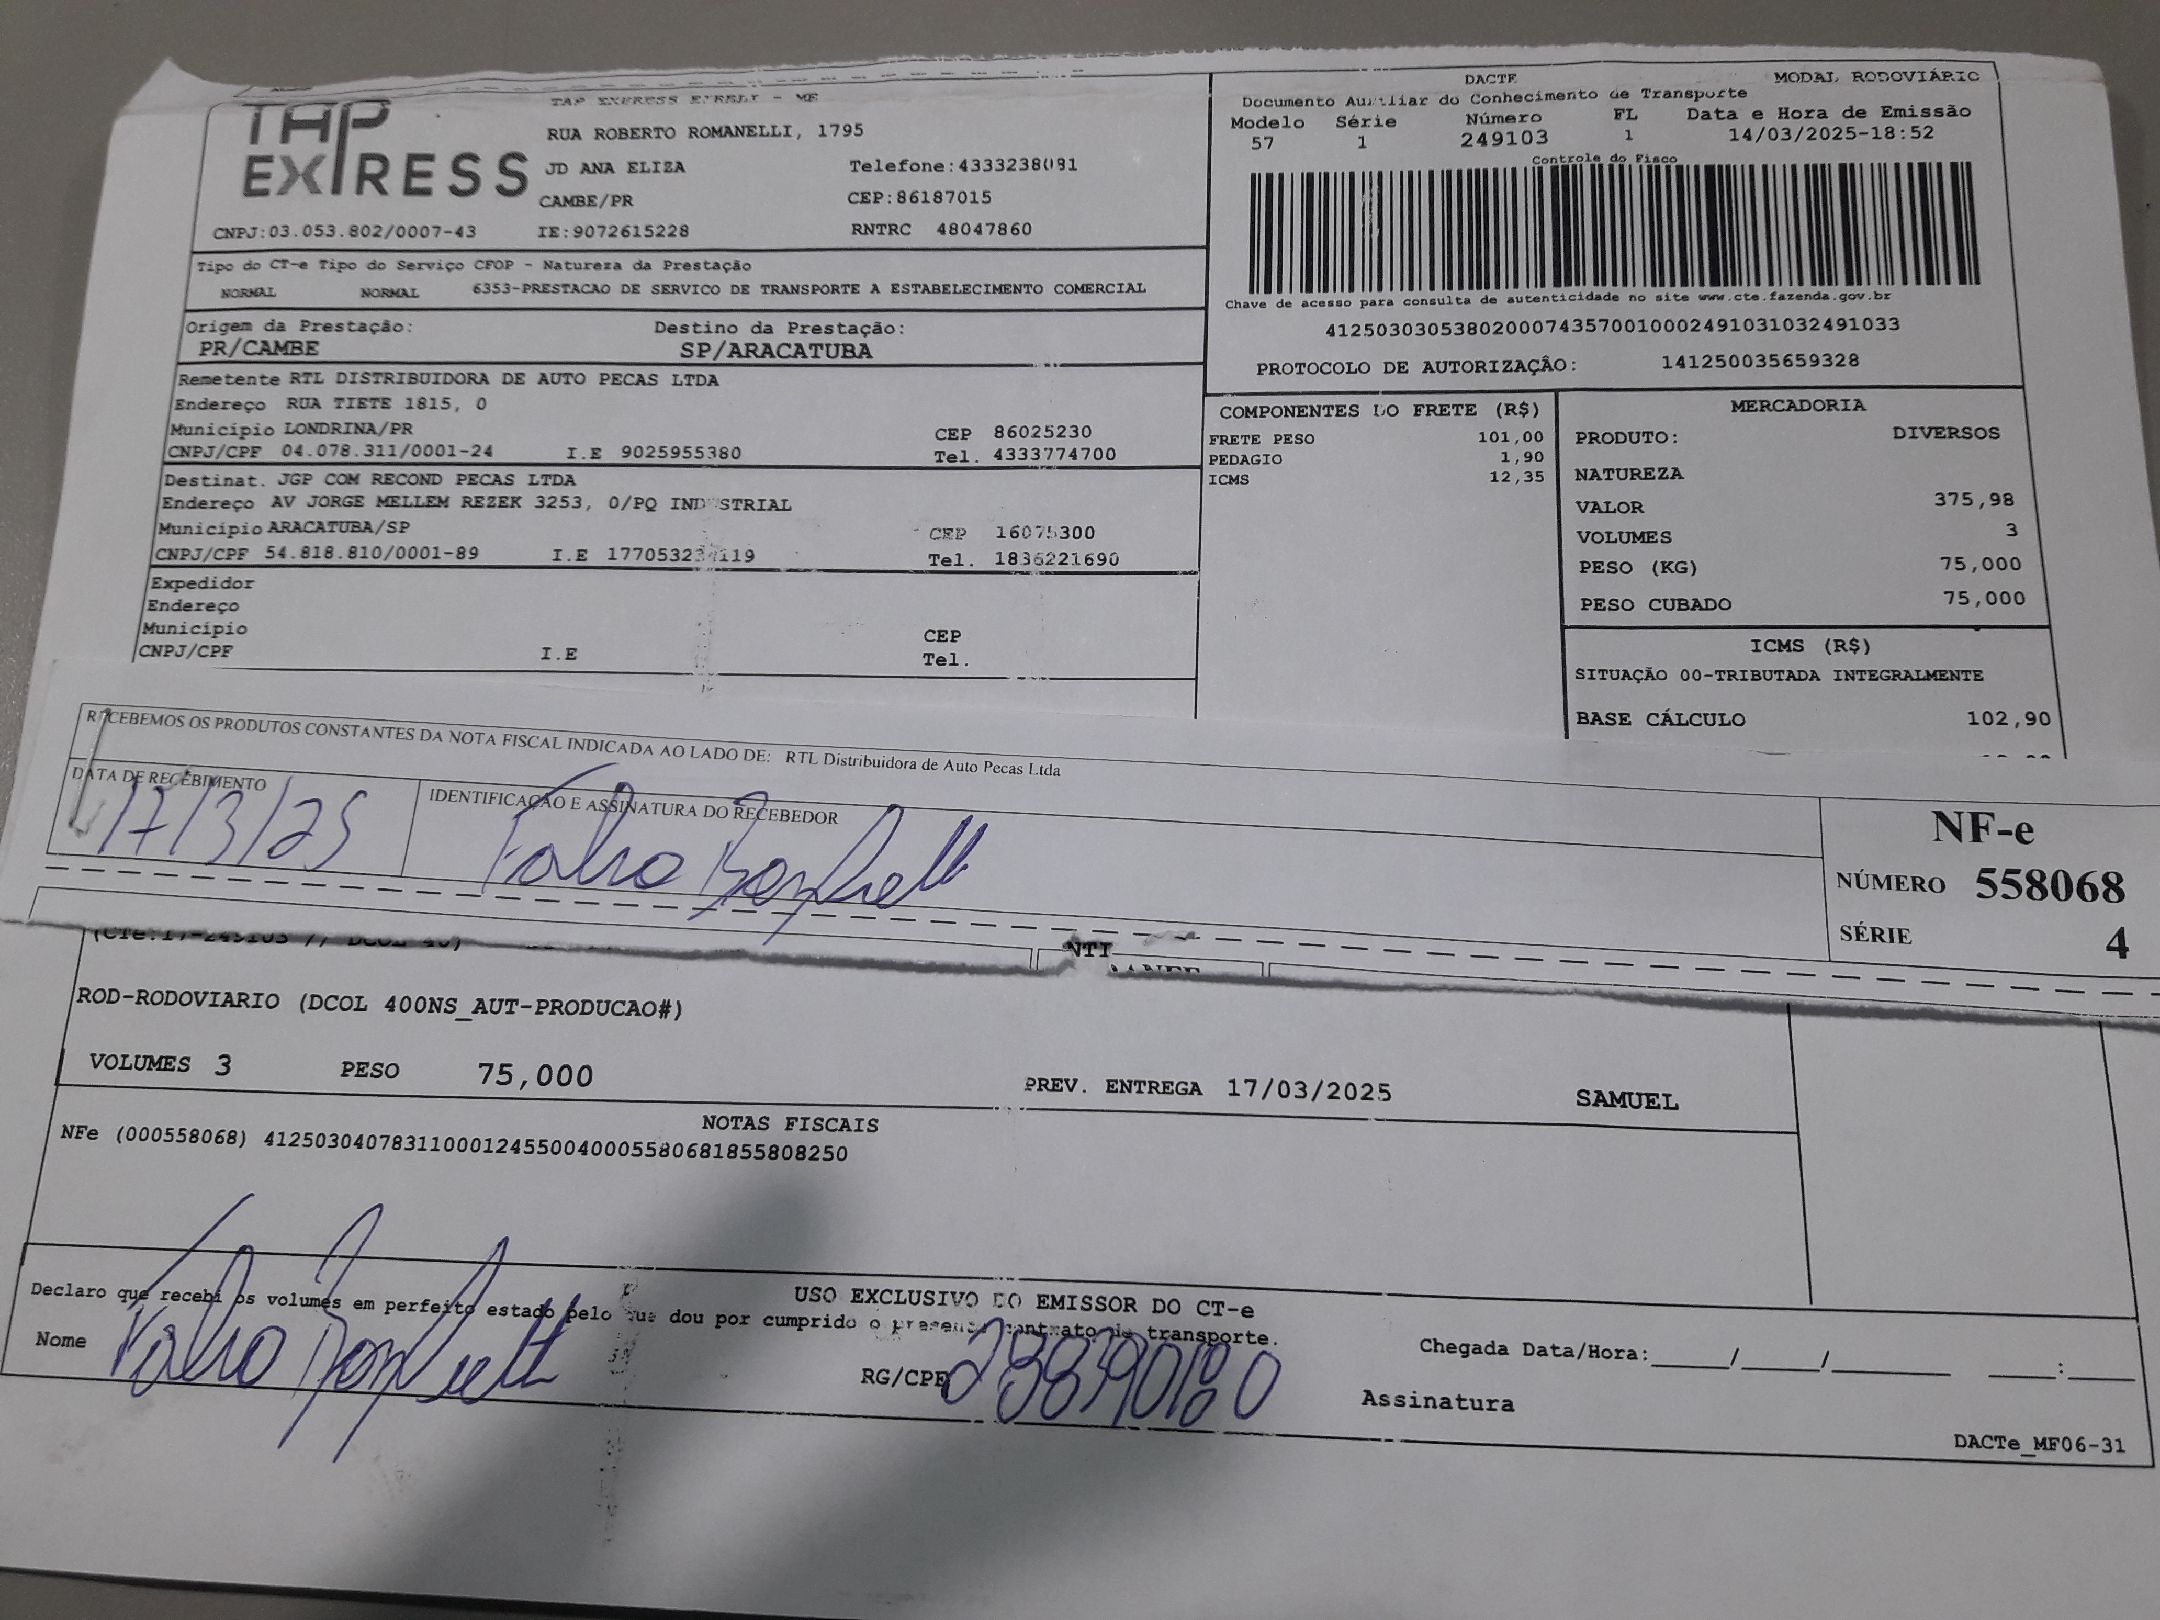 TAP EXPRESS
TAP EXPRESS EIRELI - ME
RUA ROBERTO ROMANELLI, 1795
JD ANA ELIZA Telefone:4333238081
CAMBE/PR CEP:86187015
CNPJ:03.053.802/0007-43 IE:9072615228 RNTRC 48047860
DACTE MODAL RODOVIÁRIO
Documento Auxiliar do Conhecimento de Transporte
Modelo Série Número FL Data e Hora de Emissão
57 1 249103 1 14/03/2025-18:52
Controle do Fisco
Chave de acesso para consulta de autenticidade no site www.cte.fazenda.gov.br
41250303053802000743570010002491031032491033
PROTOCOLO DE AUTORIZAÇÂO: 141250035659328
Tipo do CT-e Tipo do Serviço CFOP - Natureza da Prestação
NORMAL NORMAL 6353-PRESTACAO DE SERVICO DE TRANSPORTE A ESTABELECIMENTO COMERCIAL
Origem da Prestação: Destino da Prestação:
PR/CAMBE SP/ARACATUBA
Remetente RTL DISTRIBUIDORA DE AUTO PECAS LTDA
Endereço RUA TIETE 1815, 0
Município LONDRINA/PR CEP 86025230
CNPJ/CPF 04.078.311/0001-24 I.E 9025955380 Tel. 4333774700
Destinat. JGP COM RECOND PECAS LTDA
Endereço AV JORGE MELLEM REZEK 3253, 0/PQ INDUSTRIAL
Município ARACATUBA/SP CEP 16075300
CNPJ/CPF 54.818.810/0001-89 I.E Tel. 1836221690
Expedidor
Endereço
Município CEP
CNPJ/CPF I.E Tel.
COMPONENTES DO FRETE (R$)
FRETE PESO 101,00
PEDAGIO 1,90
ICMS 12,35
MERCADORIA
PRODUTO: DIVERSOS
NATUREZA
VALOR 375,98
VOLUMES 3
PESO (KG) 75,000
PESO CUBADO 75,000
ICMS (R$)
SITUAÇÃO 00-TRIBUTADA INTEGRALMENTE
BASE CÁLCULO 102,90
RECEBEMOS OS PRODUTOS CONSTANTES DA NOTA FISCAL INDICADA AO LADO DE: RTL Distribuidora de Auto Pecas Ltda
DATA DE RECEBIMENTO IDENTIFICAÇÃO E ASSINATURA DO RECEBEDOR
17/3/25
NF-e
NÚMERO 558068
SÉRIE 4
ROD-RODOVIARIO (DCOL 400NS_AUT-PRODUCAO#)
VOLUMES 3 PESO 75,000 PREV. ENTREGA 17/03/2025 SAMUEL
NOTAS FISCAIS
NFe (000558068) 41250304078311000124550040005580681855808250
USO EXCLUSIVO DO EMISSOR DO CT-e
Declaro que recebi os volumes em perfeito estado pelo que dou por cumprido o presente contrato de transporte.
Nome RG/CPF Chegada Data/Hora:_____/_____/_______ ____:____
Assinatura
DACTe_MF06-31